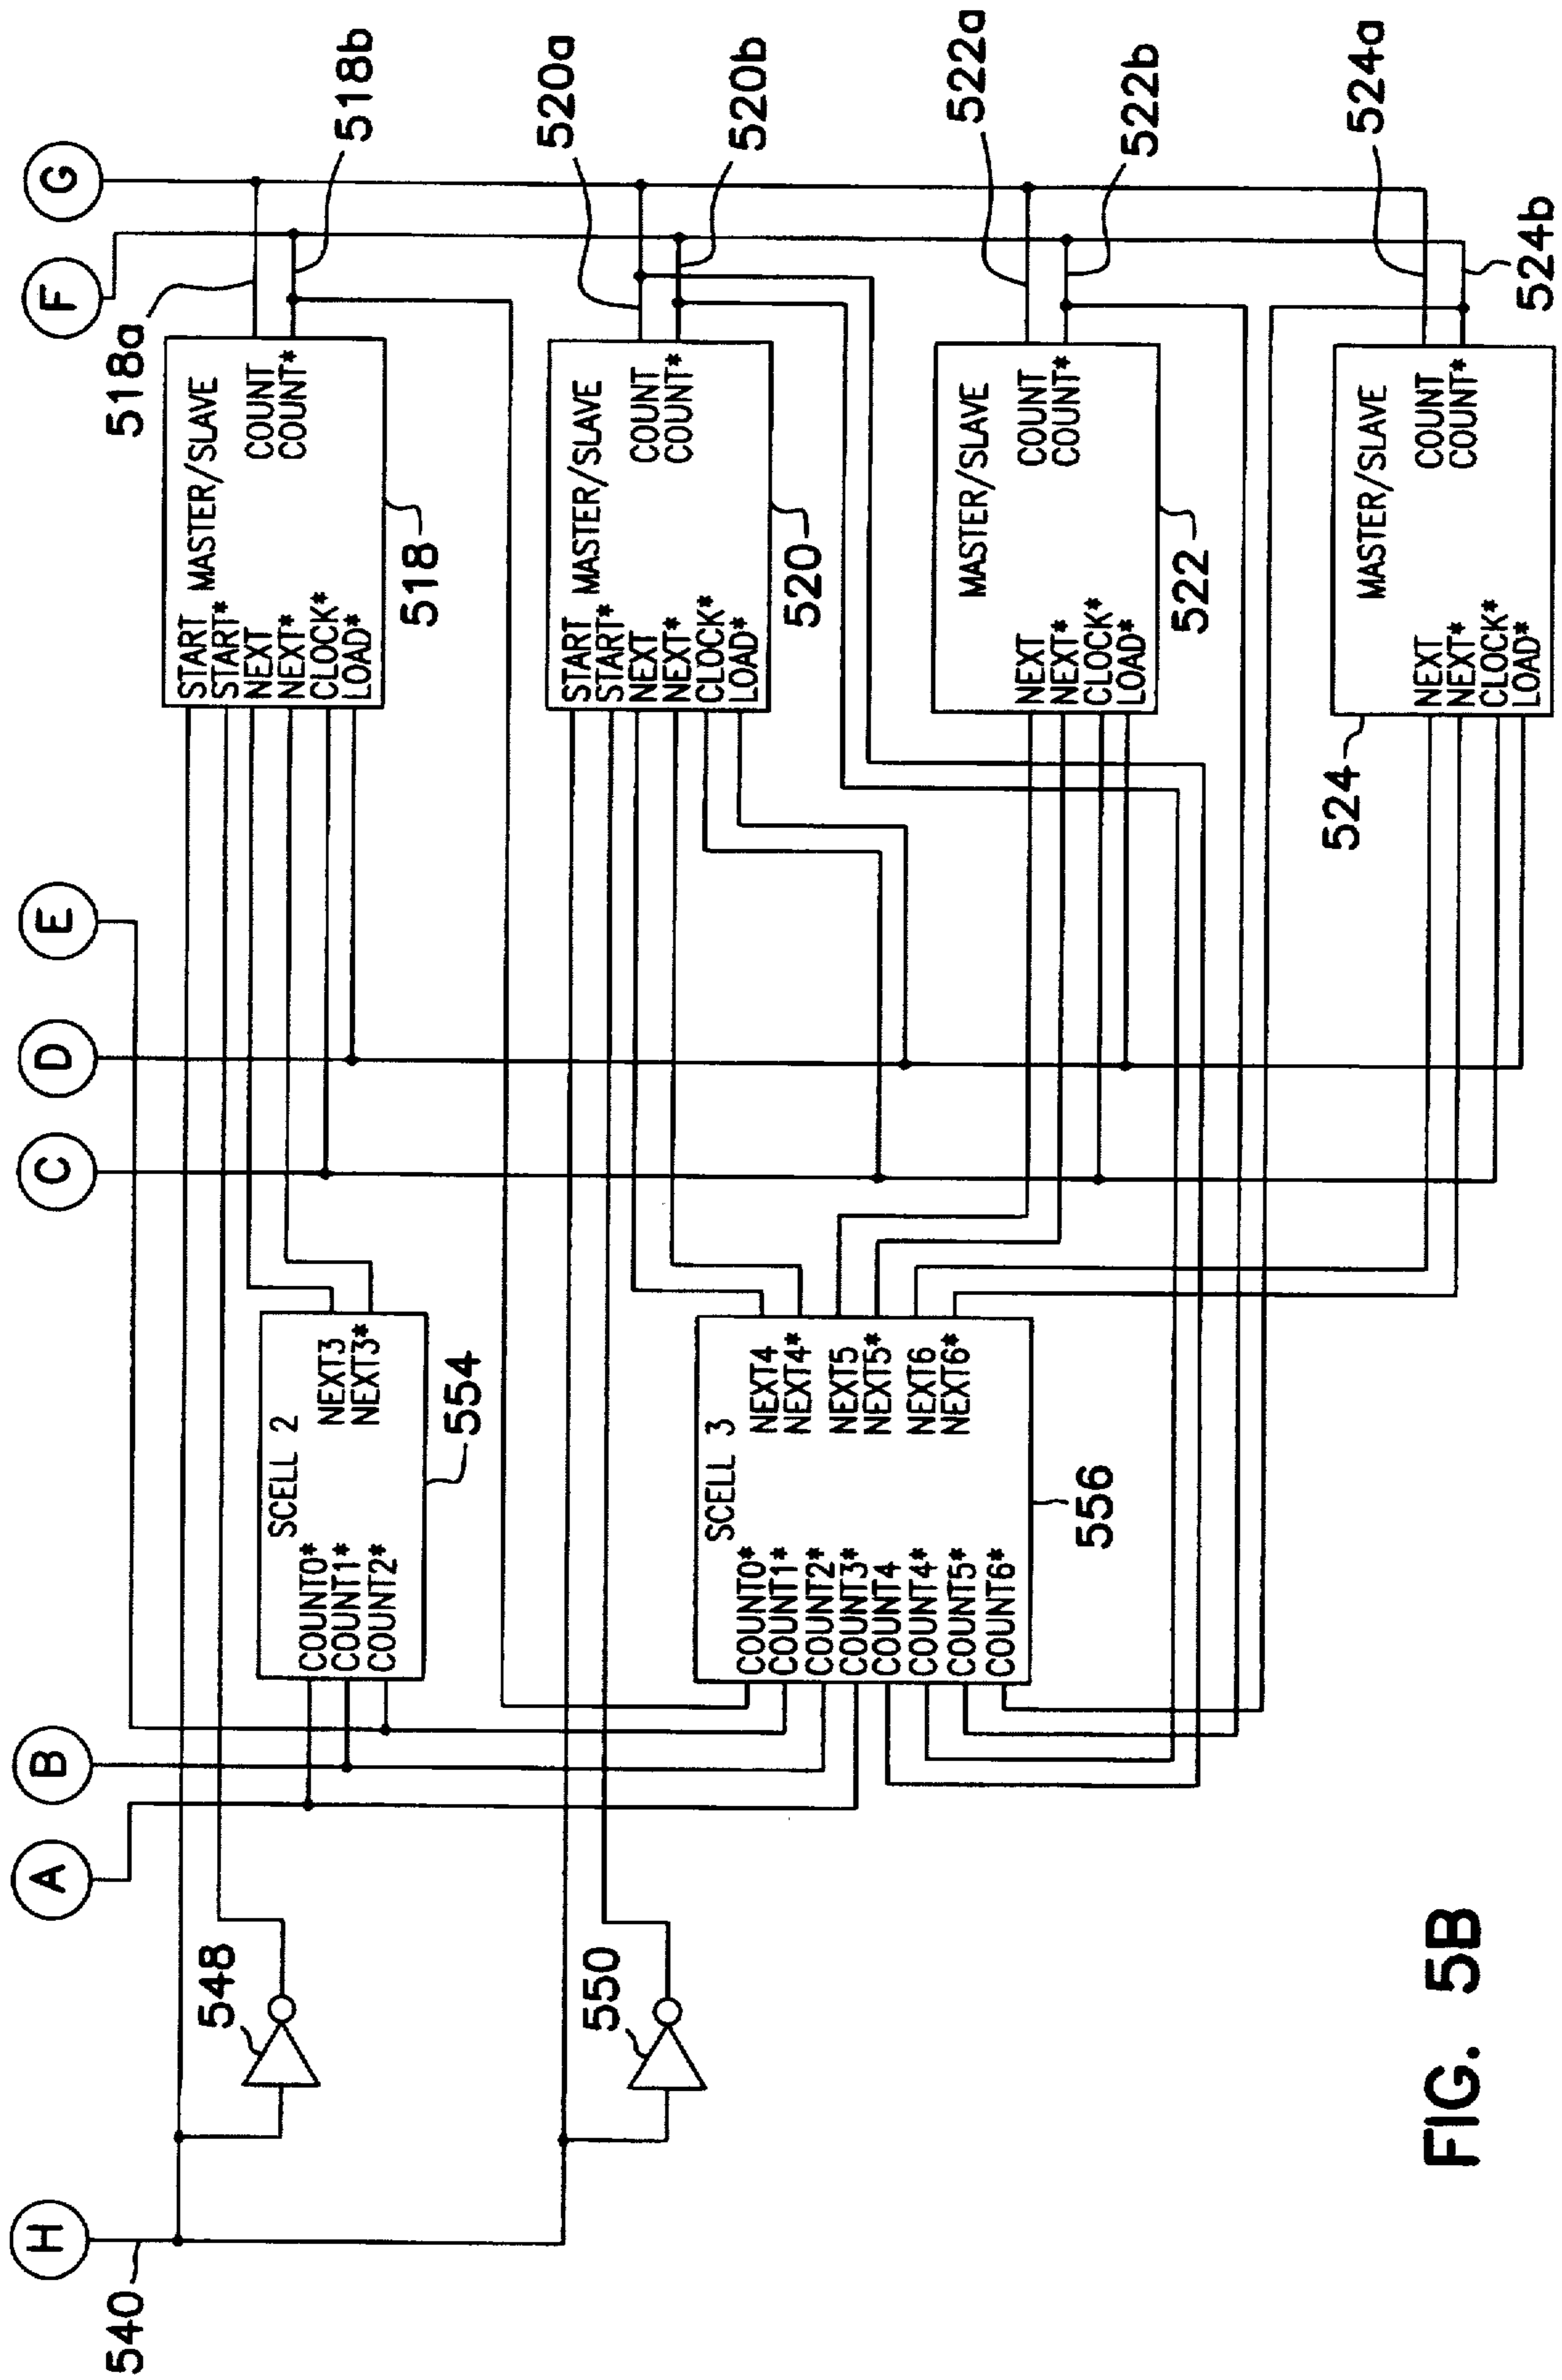 H
A
B
C
D
E
F
G
540
548
550
518a
518b
START
START*
NEXT
NEXT*
CLOCK*
LOAD*
MASTER/SLAVE
COUNT
COUNT*
518
SCELL 2
COUNT0*
COUNT1*
COUNT2*
NEXT3
NEXT3*
554
520a
520b
START
START*
NEXT
NEXT*
CLOCK*
LOAD*
MASTER/SLAVE
COUNT
COUNT*
520
SCELL 3
COUNT0*
COUNT1*
COUNT2*
COUNT3*
COUNT4
COUNT4*
COUNT5*
COUNT6*
NEXT4
NEXT4*
NEXT5
NEXT5*
NEXT6
NEXT6*
556
522a
522b
NEXT
NEXT*
CLOCK*
LOAD*
MASTER/SLAVE
COUNT
COUNT*
522
524a
524b
NEXT
NEXT*
CLOCK*
LOAD*
MASTER/SLAVE
COUNT
COUNT*
524
FIG. 5B